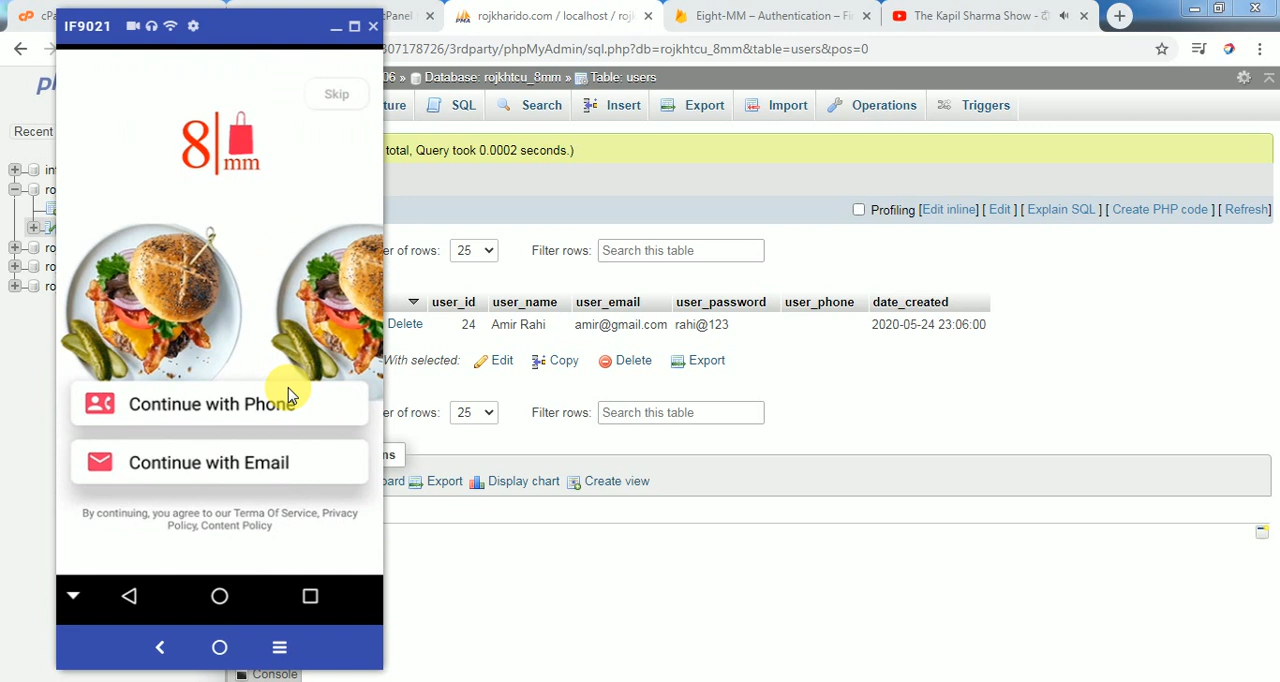 IF9021
cPanel
rojkharido.com / localhost / roj
Eight-MM – Authentication – Fi
The Kapil Sharma Show -
307178726/3rdparty/phpMyAdmin/sql.php?db=rojkhtcu_8mm&table=users&pos=0
Database: rojkhtcu_8mm » Table: users
SQL Search Insert Export Import Operations Triggers
Recent
total, Query took 0.0002 seconds.)
Profiling [Edit inline] [ Edit ] [ Explain SQL ] [ Create PHP code ] [ Refresh]
er of rows: 25 Filter rows: Search this table
user_id user_name user_email user_password user_phone date_created
Delete 24 Amir Rahi amir@gmail.com rahi@123 2020-05-24 23:06:00
With selected: Edit Copy Delete Export
er of rows: 25 Filter rows: Search this table
Export Display chart Create view
Console
Skip
8 mm
Continue with Phone
Continue with Email
By continuing, you agree to our Terma Of Service, Privacy
Policy, Content Policy